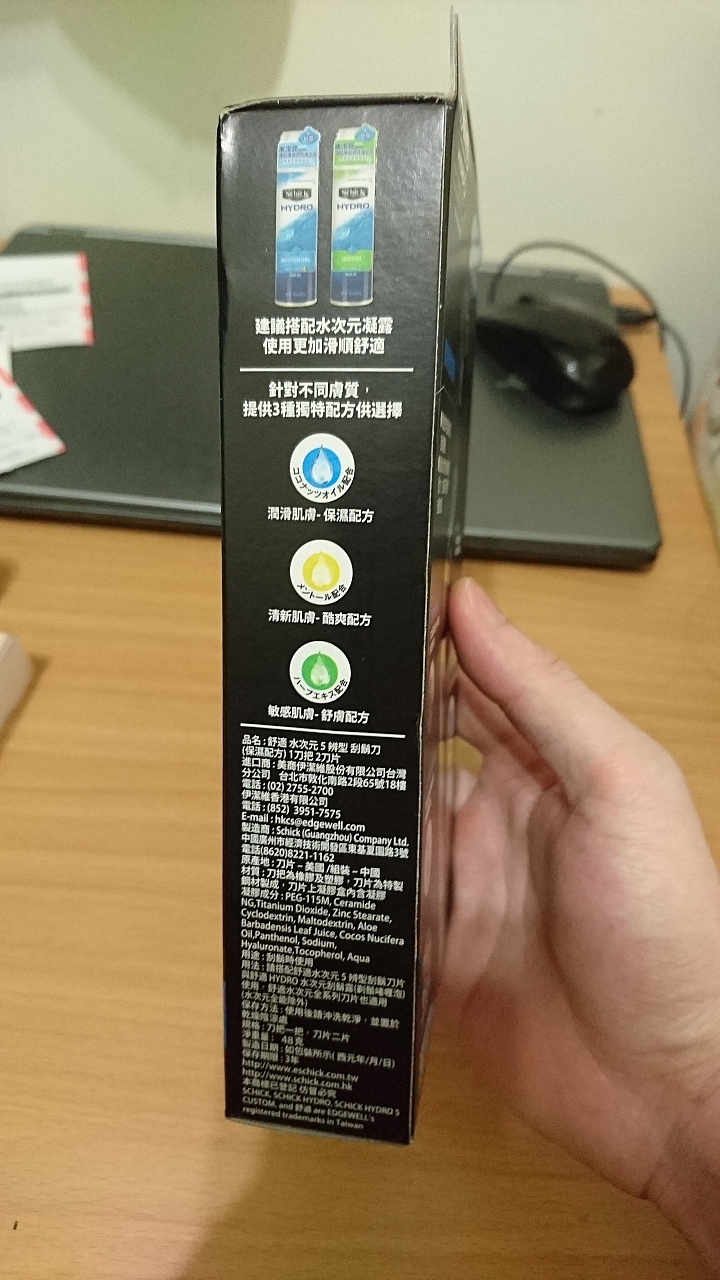 Schick
HYDRO
Schick
HYDRO
建議搭配水次元凝露
使用更加滑順舒適
針對不同膚質，
提供3種獨特配方供選擇
ココナッツオイル配合
潤滑肌膚-保濕配方
メントール配合
清新肌膚-酷爽配方
ハーブエキス配合
敏感肌膚-舒膚配方
品名：舒適 水次元 5 辨型 刮鬍刀
(保濕配方) 1刀把 2刀片
進口商：美商伊潔維股份有限公司台灣
分公司 台北市敦化南路2段65號18樓
電話：(02) 2755-2700
伊潔維香港有限公司
電話：(852) 3951-7575
E-mail : hkcs@edgewell.com
製造商：Schick (Guangzhou) Company Ltd.
中國廣州市經濟技術開發區東基夏園路3號
電話(8620)8221-1162
原產地：刀片 – 美國 /組裝 – 中國
材質：刀把為橡膠及塑膠，刀片為特製
鋼材製成，刀片上凝膠盒內含凝膠
凝膠成分：PEG-115M, Ceramide
NG,Titanium Dioxide, Zinc Stearate,
Cyclodextrin, Maltodextrin, Aloe
Barbadensis Leaf Juice, Cocos Nucifera
Oil,Panthenol, Sodium,
Hyaluronate,Tocopherol, Aqua
用途：刮鬍時使用
用法：請搭配舒適水次元 5 辨型刮鬍刀片
與舒適 HYDRO 水次元刮鬍露(剃鬍啫喱泡)
使用，舒適水次元全系列刀片也適用
(水次元全能除外)
保存方法：使用後請沖洗乾淨，並置於
乾燥陰涼處
規格：刀把一把，刀片二片
淨重量： 48克
製造日期：如包裝所示( 西元年/月/日)
保存期限：3年
http://www.eschick.com.tw
http://www.schick.com.hk
本商標已登記 仿冒必究
SCHICK, SCHICK HYDRO, SCHICK HYDRO 5
CUSTOM, and 舒適 are EDGEWELL's
registered trademarks in Taiwan